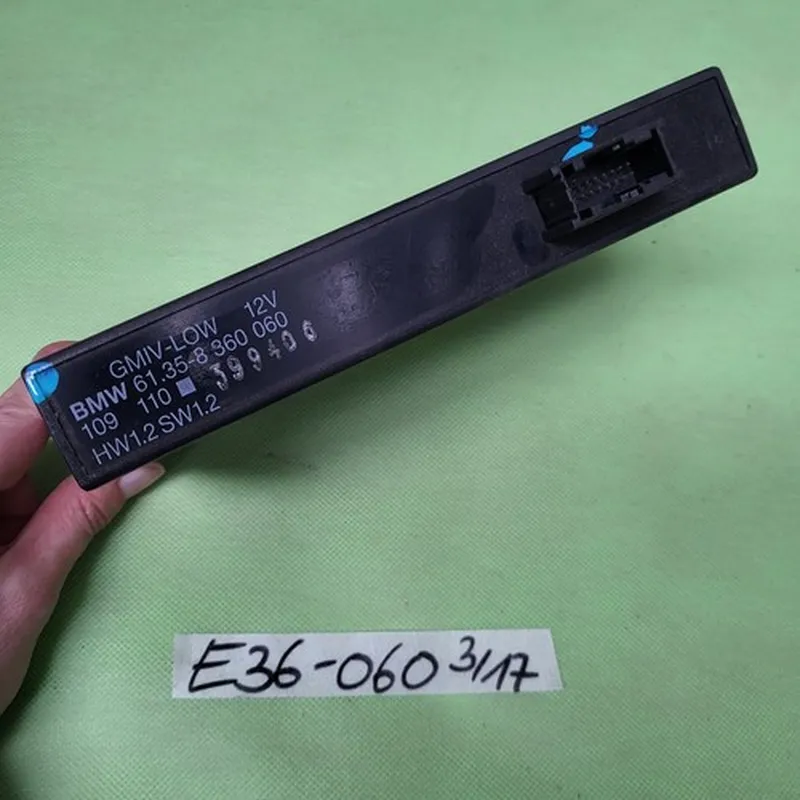 GMIV-LOW 12V
BMW 61.35-8 360 060
109 110 399406
HW1.2 SW1.2
E36-060 3/17